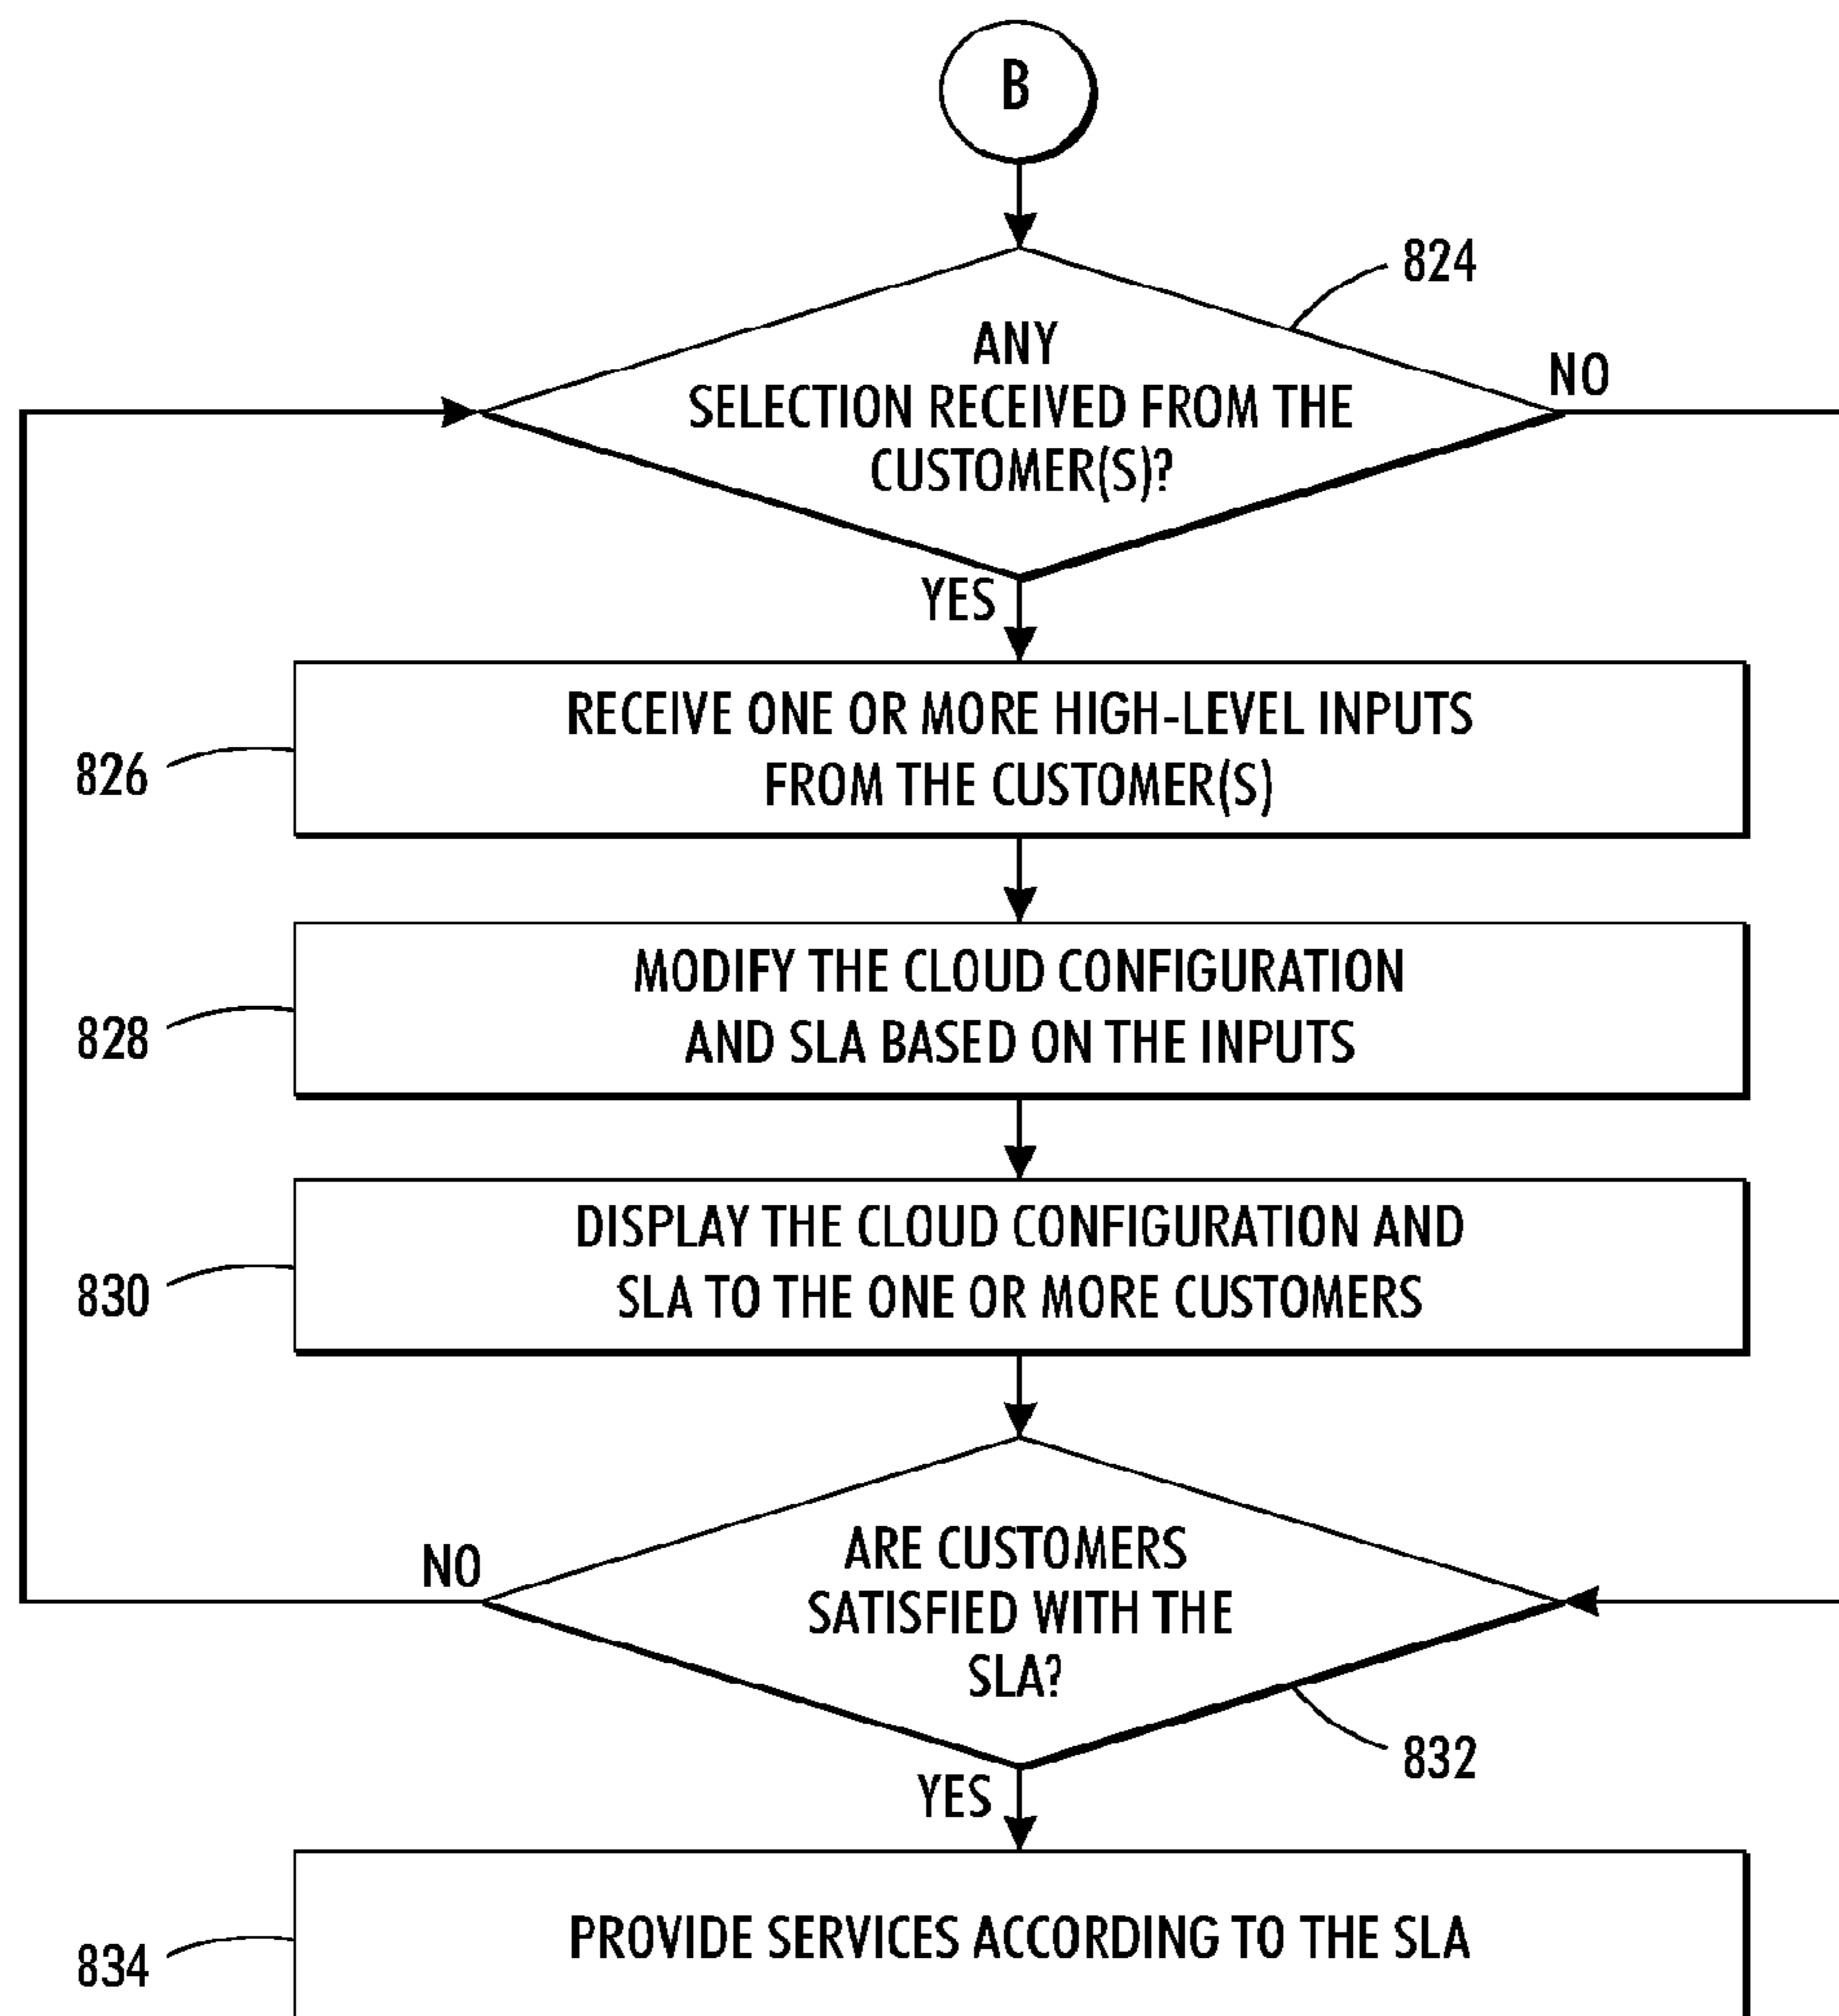 B
824
ANY
SELECTION RECEIVED FROM THE
CUSTOMER(S)?
NO
YES
RECEIVE ONE OR MORE HIGH-LEVEL INPUTS
FROM THE CUSTOMER(S)
826
MODIFY THE CLOUD CONFIGURATION
AND SLA BASED ON THE INPUTS
828
DISPLAY THE CLOUD CONFIGURATION AND
SLA TO THE ONE OR MORE CUSTOMERS
830
NO
ARE CUSTOMERS
SATISFIED WITH THE
SLA?
832
YES
PROVIDE SERVICES ACCORDING TO THE SLA
834